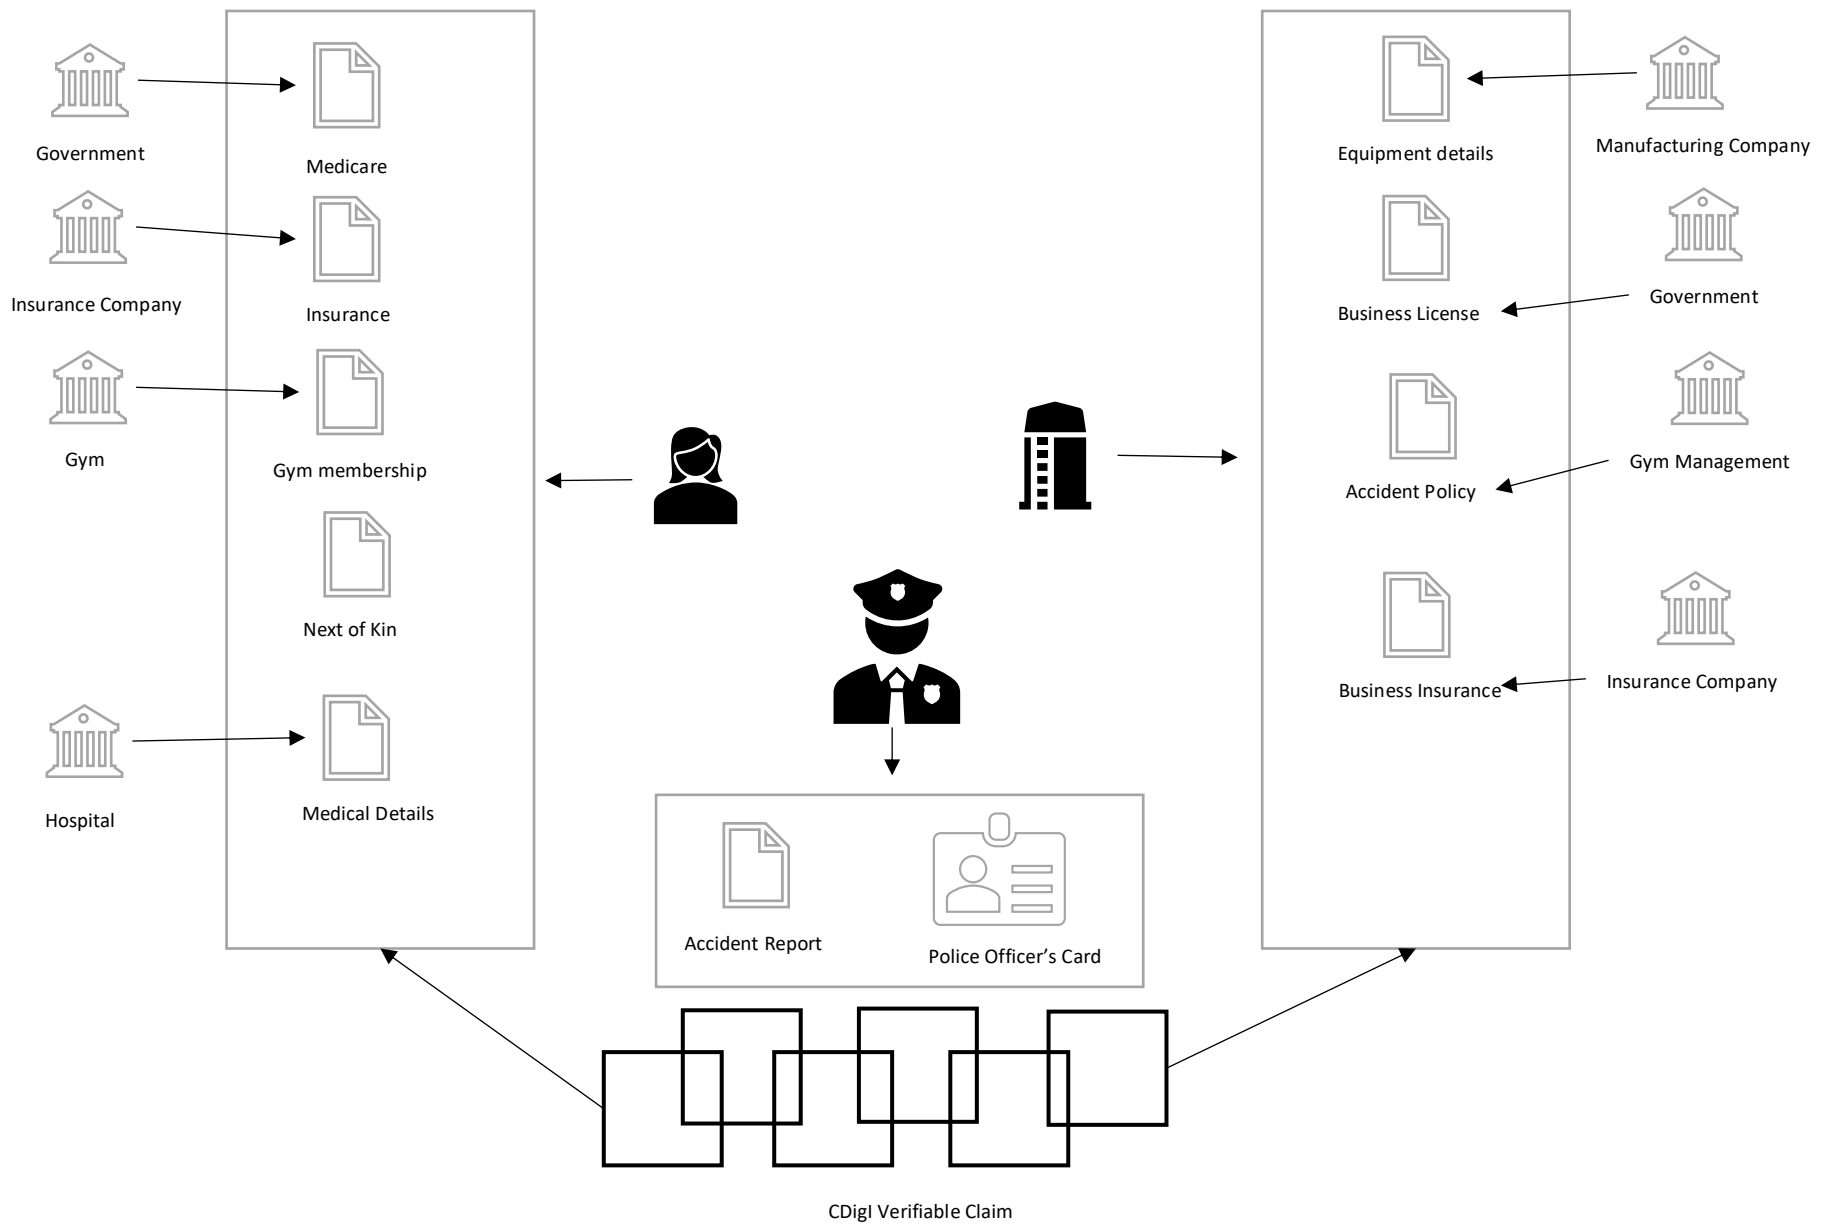 Government
Medicare
Insurance Company
Insurance
Gym
Gym membership
Next of Kin
Hospital
Medical Details
Equipment details
Manufacturing Company
Business License
Government
Accident Policy
Gym Management
Business Insurance
Insurance Company
Accident Report
Police Officer’s Card
CDigI Verifiable Claim